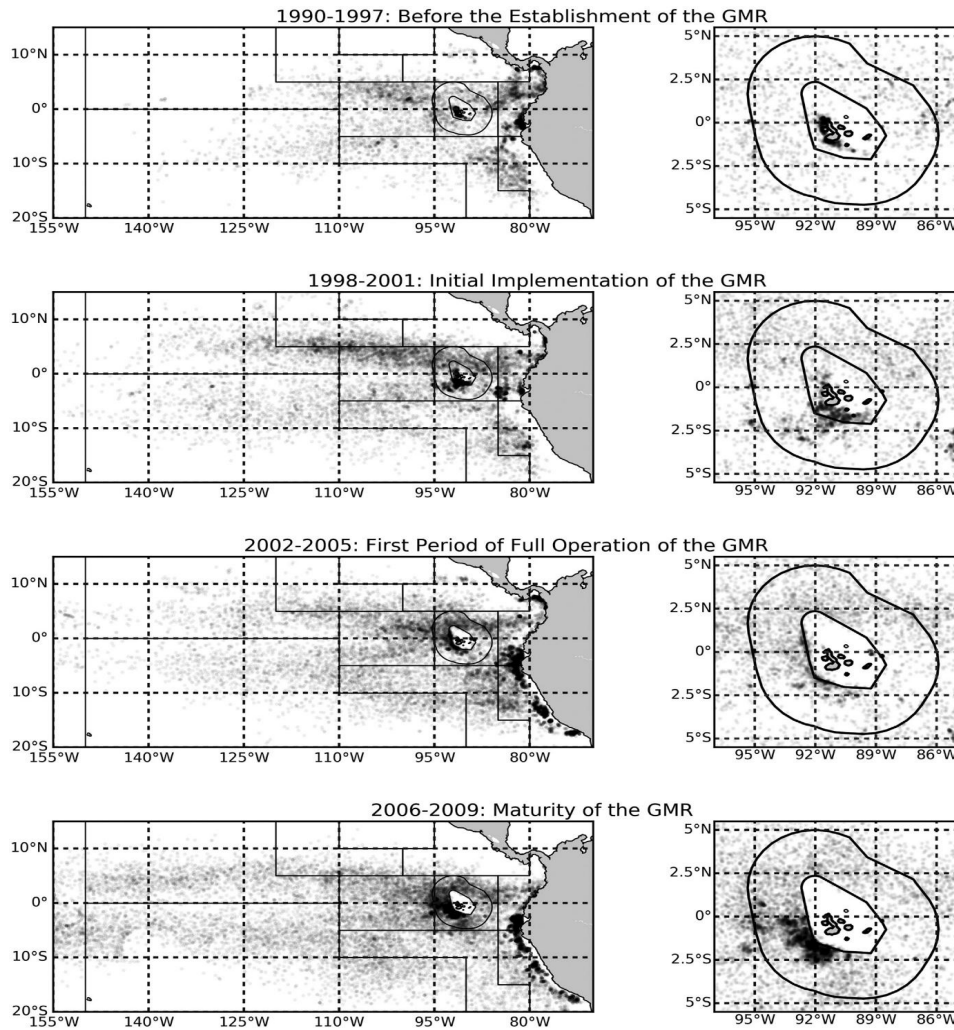 1990-1997: Before the Establishment of the GMR
10°N
0°
10°S
20°S
155°W 140°W 125°W 110°W 95°W 80°W
5°N
2.5°N
0°
2.5°S
5°S
95°W 92°W 89°W 86°W
1998-2001: Initial Implementation of the GMR
10°N
0°
10°S
20°S
155°W 140°W 125°W 110°W 95°W 80°W
5°N
2.5°N
0°
2.5°S
5°S
95°W 92°W 89°W 86°W
2002-2005: First Period of Full Operation of the GMR
10°N
0°
10°S
20°S
155°W 140°W 125°W 110°W 95°W 80°W
5°N
2.5°N
0°
2.5°S
5°S
95°W 92°W 89°W 86°W
2006-2009: Maturity of the GMR
10°N
0°
10°S
20°S
155°W 140°W 125°W 110°W 95°W 80°W
5°N
2.5°N
0°
2.5°S
5°S
95°W 92°W 89°W 86°W